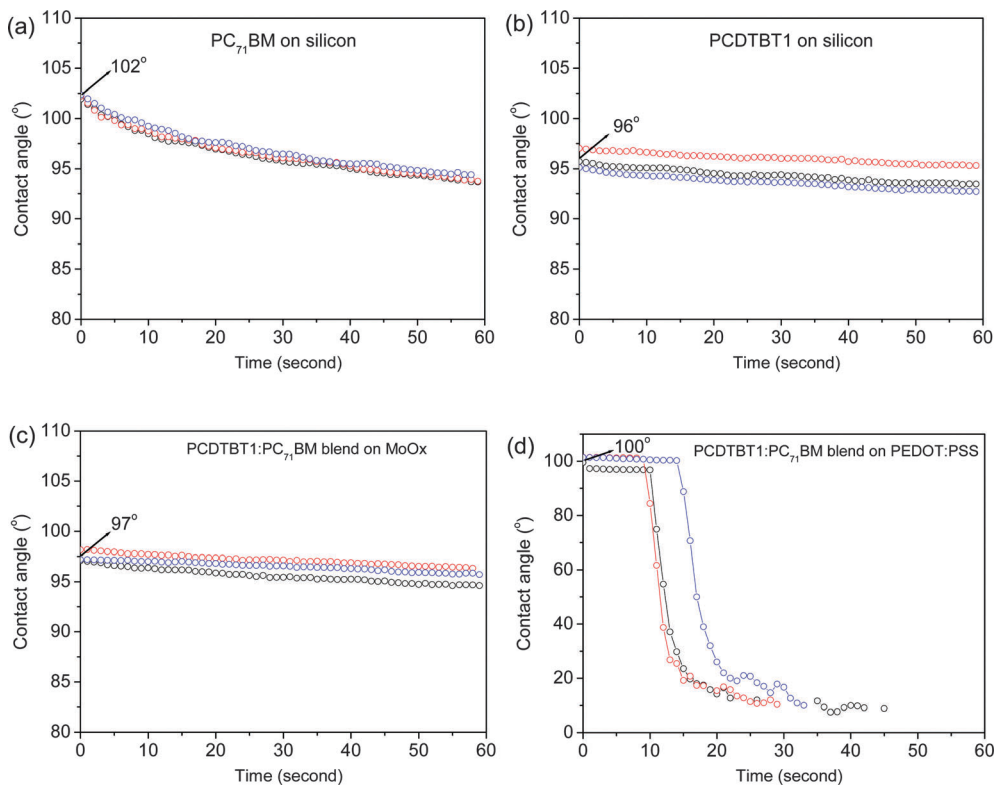 (a)
PC₇₁BM on silicon
102°
Contact angle (°)
110
105
100
95
90
85
80
0 10 20 30 40 50 60
Time (second)
(b)
PCDTBT1 on silicon
96°
Contact angle (°)
110
105
100
95
90
85
80
0 10 20 30 40 50 60
Time (second)
(c)
PCDTBT1:PC₇₁BM blend on MoOx
97°
Contact angle (°)
110
105
100
95
90
85
80
0 10 20 30 40 50 60
Time (second)
(d)
PCDTBT1:PC₇₁BM blend on PEDOT:PSS
100°
Contact angle (°)
100
80
60
40
20
0
0 10 20 30 40 50 60
Time (second)